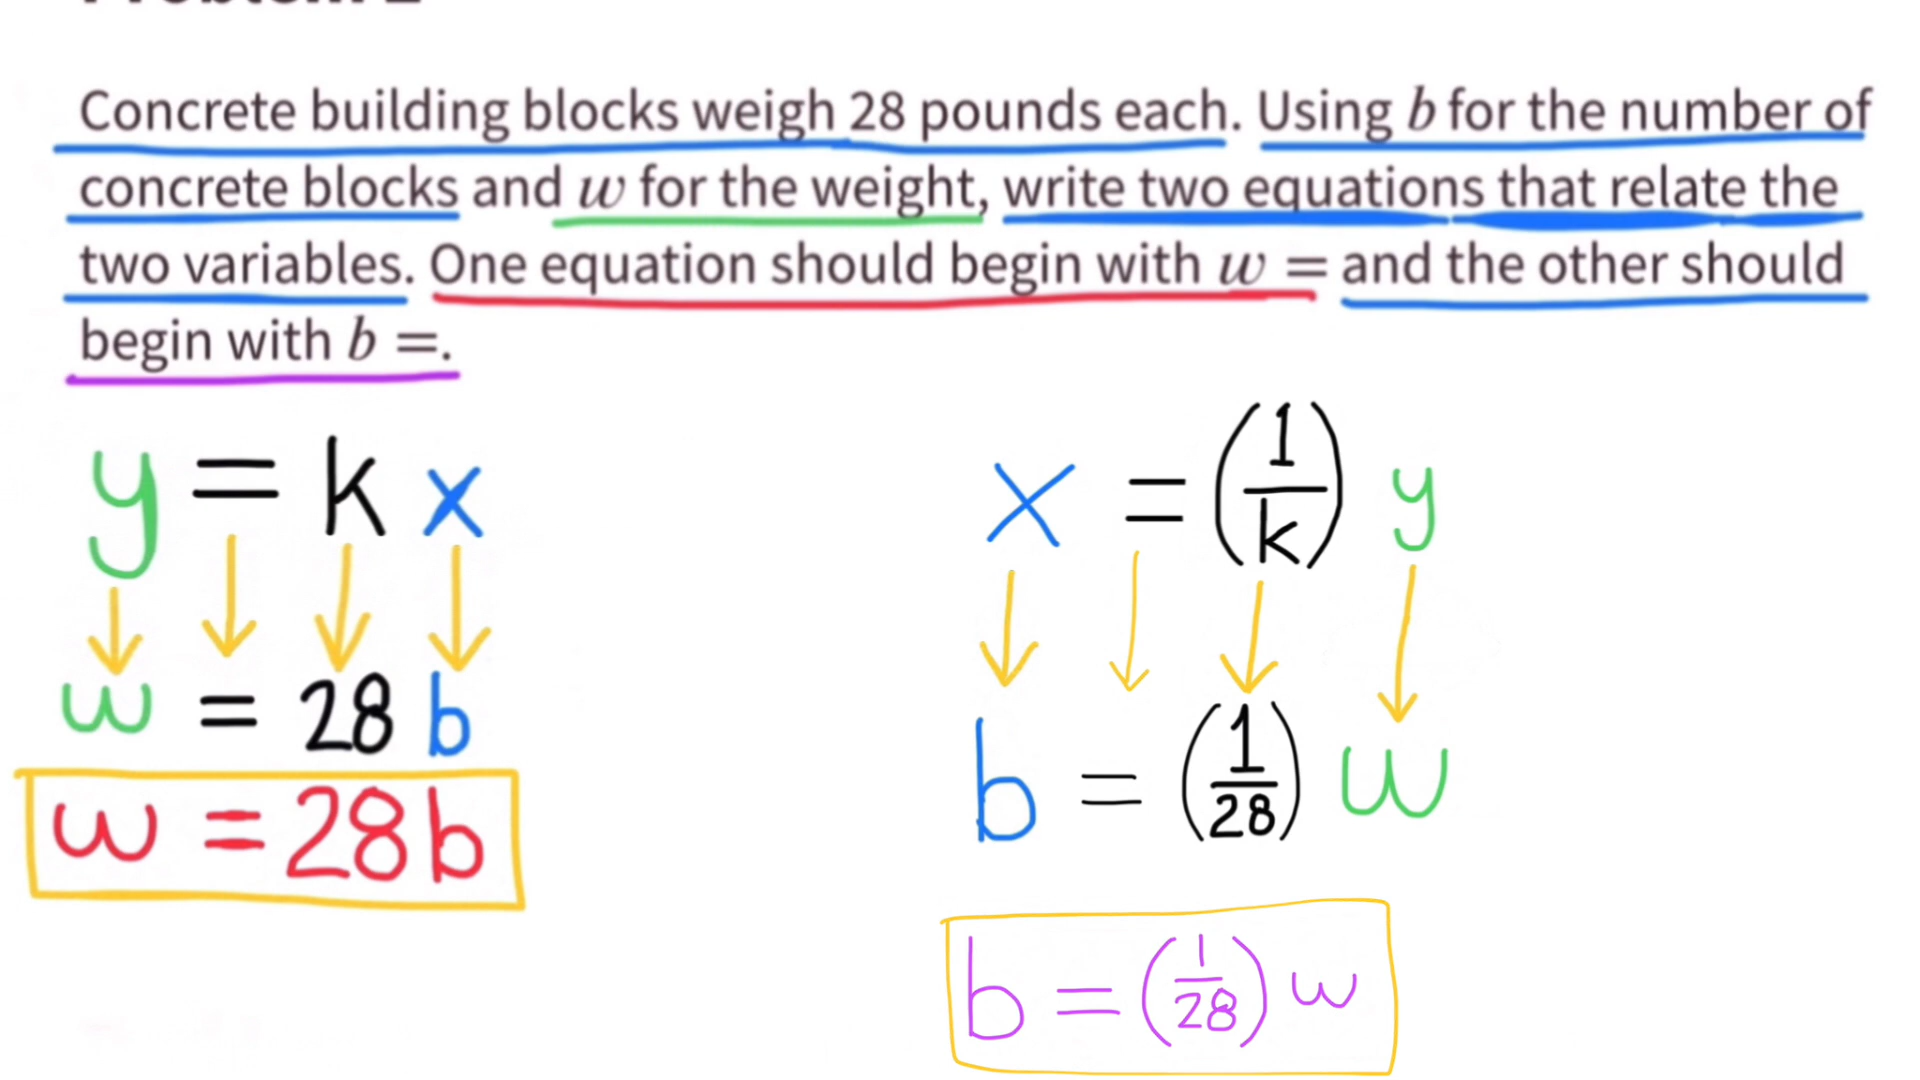 Concrete building blocks weigh 28 pounds each. Using b for the number of
concrete blocks and w for the weight, write two equations that relate the
two variables. One equation should begin with w = and the other should
begin with b =.
y = k x
w = 28 b
w = 28 b
x = (1/k) y
b = (1/28) w
b = (1/28) w